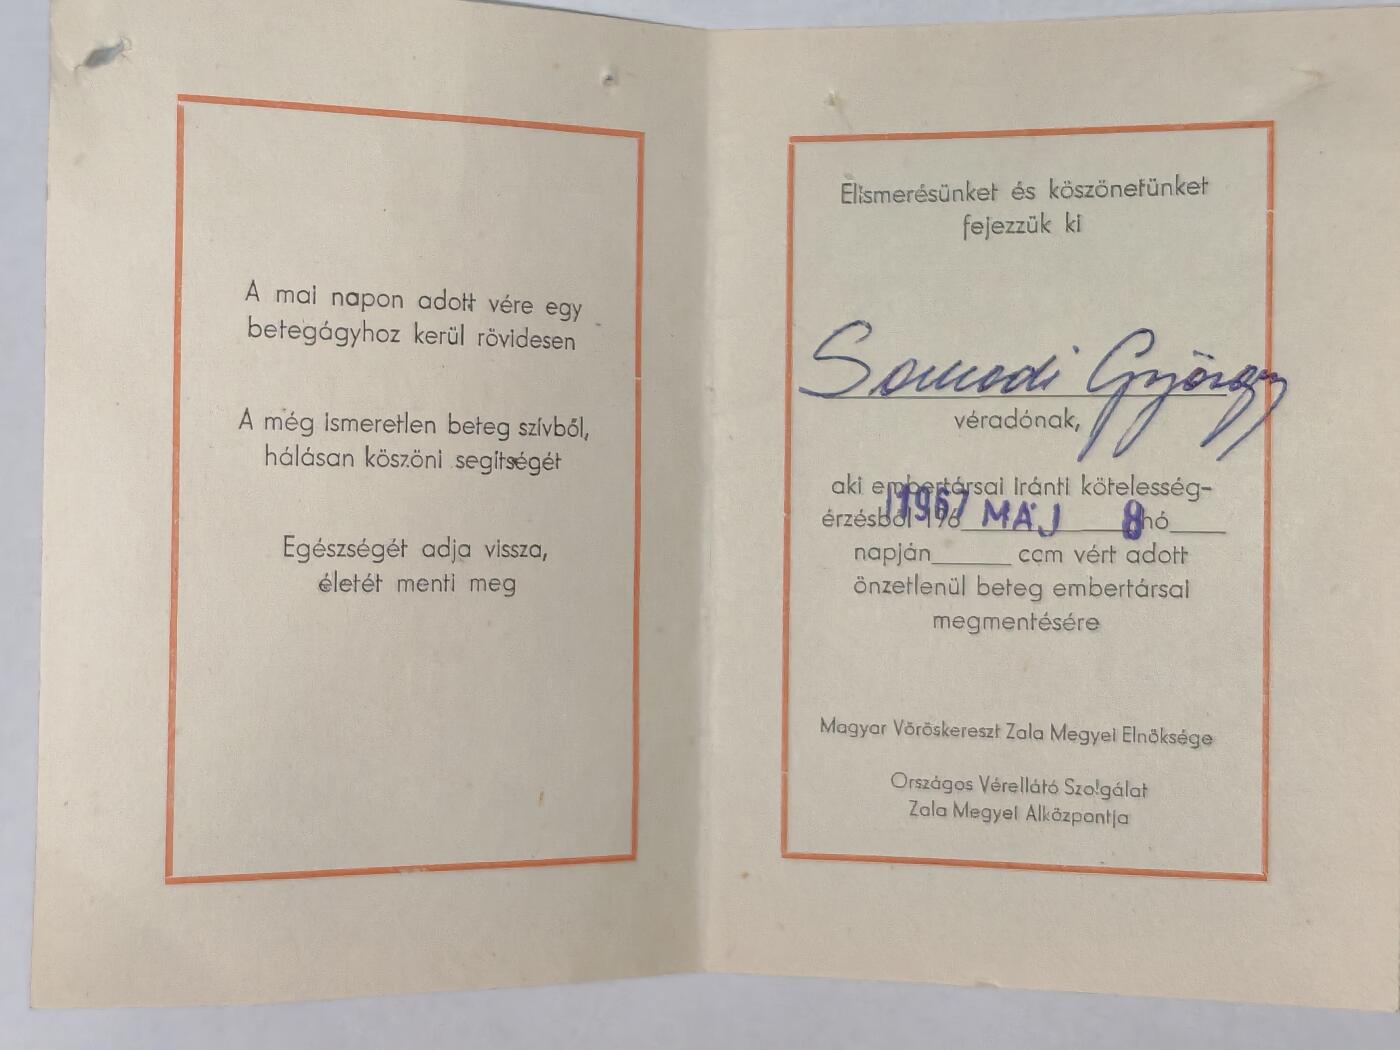 A mai napon adott vére egy
betegágyhoz kerül rövidesen
A még ismeretlen beteg szívből,
hálásan köszöni segítségét
Egészségét adja vissza,
életét menti meg
Elismerésünket és köszönetünket
fejezzük ki
Somodi György
véradónak,
aki embertársai iránti kötelesség-
érzésből 196 1967 MÁJ 8 hó
napján ccm vért adott
önzetlenül beteg embertársai
megmentésére
Magyar Vöröskereszt Zala Megyei Elnöksége
Országos Vérellátó Szolgálat
Zala Megyei Alközpontja